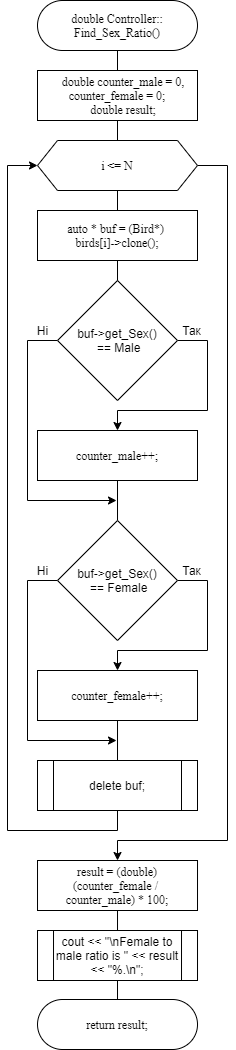 double Controller::
Find_Sex_Ratio()
double counter_male = 0,
counter_female = 0;
double result;
i <= N
auto * buf = (Bird*)
birds[i]->clone();
Ні
buf->get_Sex()
== Male
Так
counter_male++;
Ні
buf->get_Sex()
== Female
Так
counter_female++;
delete buf;
result = (double)
(counter_female /
counter_male) * 100;
cout << "\nFemale to
male ratio is " << result
<< "%.\n";
return result;